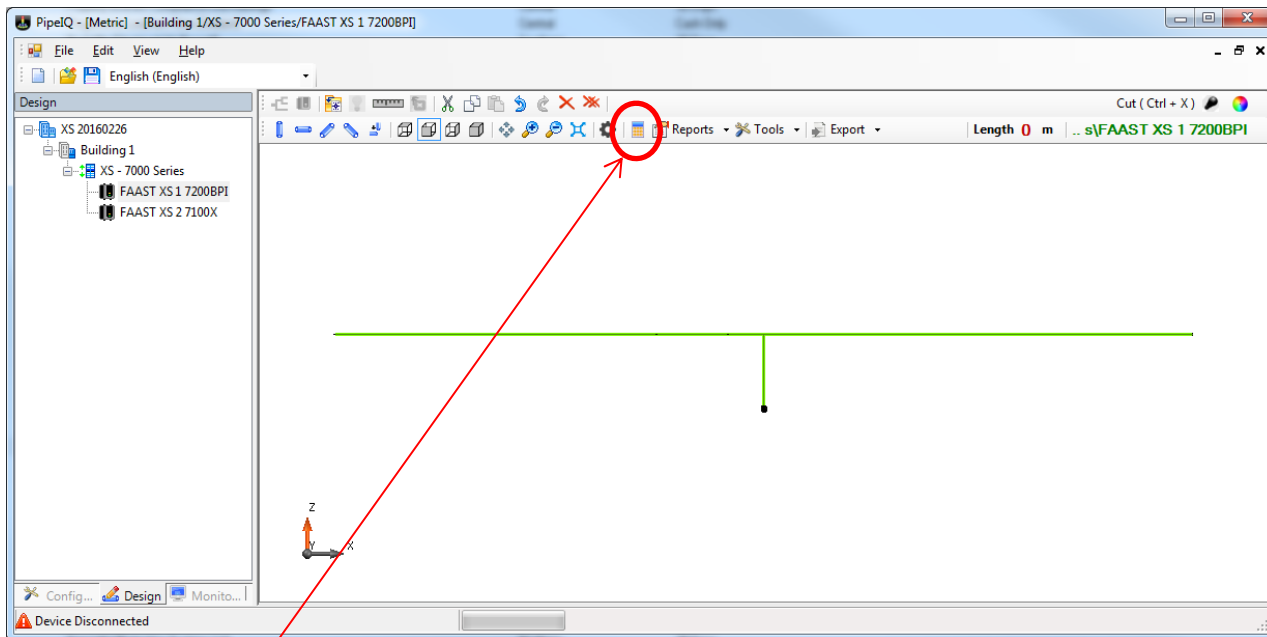 PipeIQ - [Metric] - [Building 1/XS - 7000 Series/FAAST XS 1 7200BPI]
File Edit View Help
English (English)
Design
Cut ( Ctrl + X )
Reports Tools Export Length 0 m .. s\FAAST XS 1 7200BPI
XS 20160226
Building 1
XS - 7000 Series
FAAST XS 1 7200BPI
FAAST XS 2 7100X
Z
Y X
Config... Design Monito...
Device Disconnected